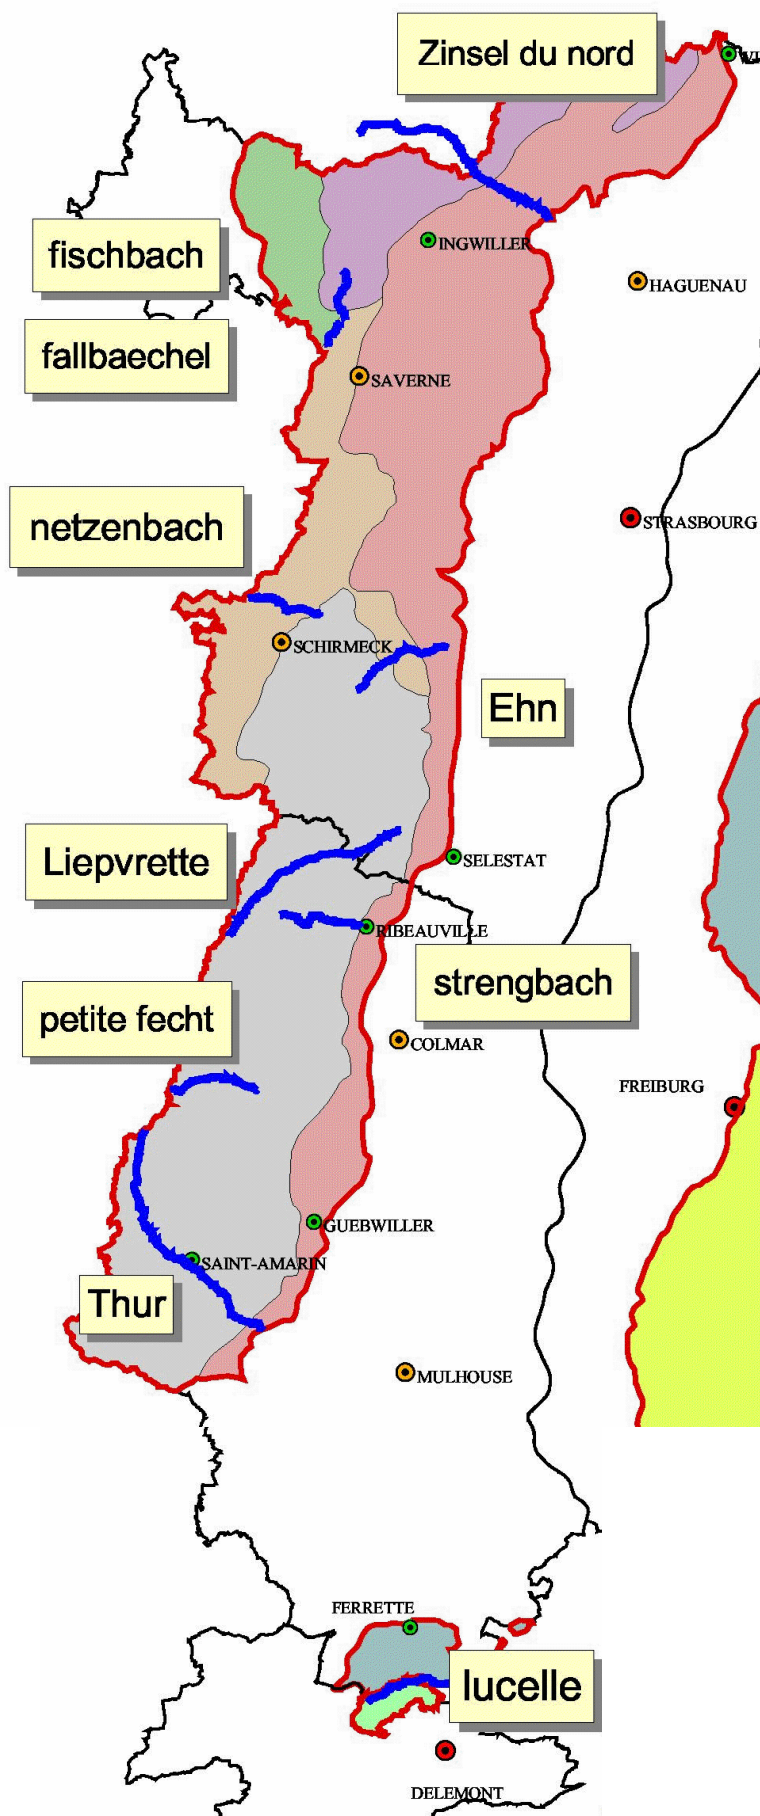 Zinsel du nord
INGWILLER
fischbach
HAGUENAU
fallbaechel
SAVERNE
netzenbach
STRASBOURG
SCHIRMECK
Ehn
Liepvrette
SELESTAT
RIBEAUVILLE
strengbach
petite fecht
COLMAR
FREIBURG
GUEBWILLER
SAINT-AMARIN
Thur
MULHOUSE
FERRETTE
lucelle
DELEMONT